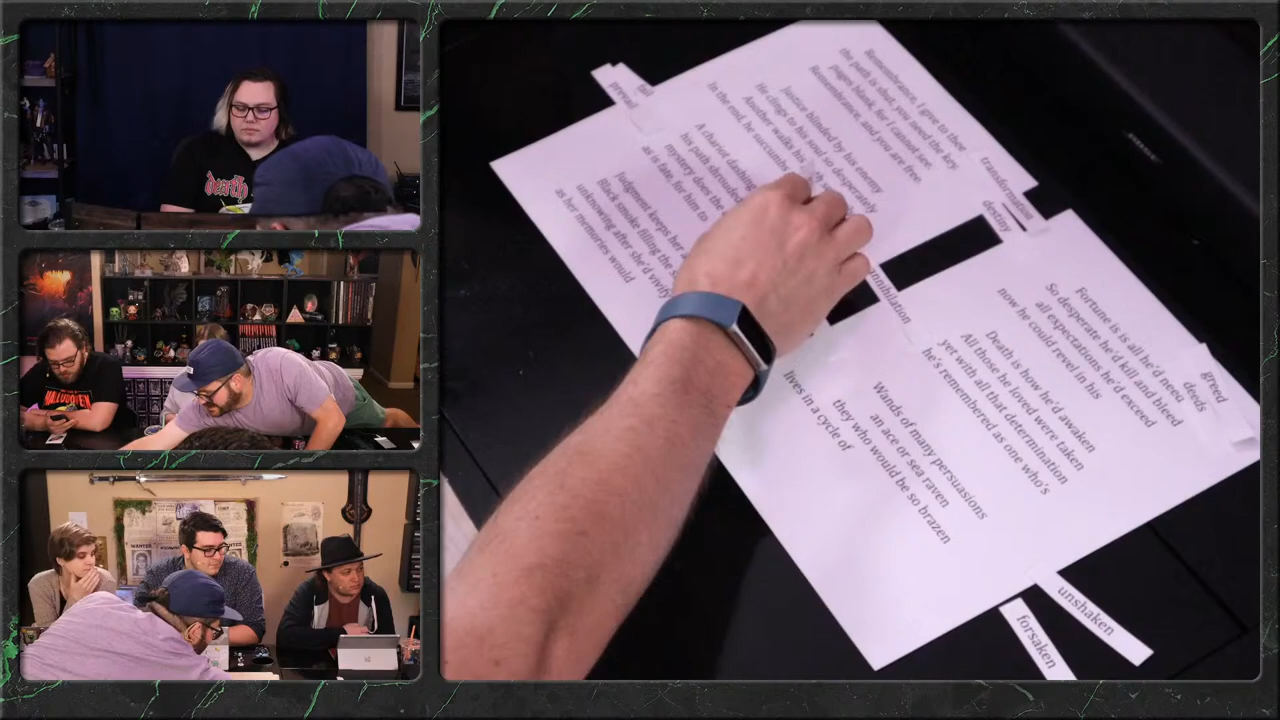 death
HALLOWEEN
WANTED
fail
prevail
Remembrance, I give to thee
the path is shut, you need the key.
pages blank, for I cannot see.
Remembrance, and you are free.
transformation
destiny
Justice blinded by his enemy
He clings to his soul so desperately
Another walks his
In the end, he succumbs
annihilation
A chariot dashing
his path shrouded
mystery does the
as is fate for him to
Judgment keeps her
Black smoke filling the
unknowing after she'd vivify
as her memories would
greed
deeds
Fortune is is all he'd need
So desperate he'd kill and bleed
all expectations he'd exceed
now he could revel in his
Death is how he'd awaken
All those he loved were taken
yet with all that determination
he's remembered as one who's
Wands of many persuasions
an ace or sea raven
they who would be so brazen
lives in a cycle of
unshaken
forsaken